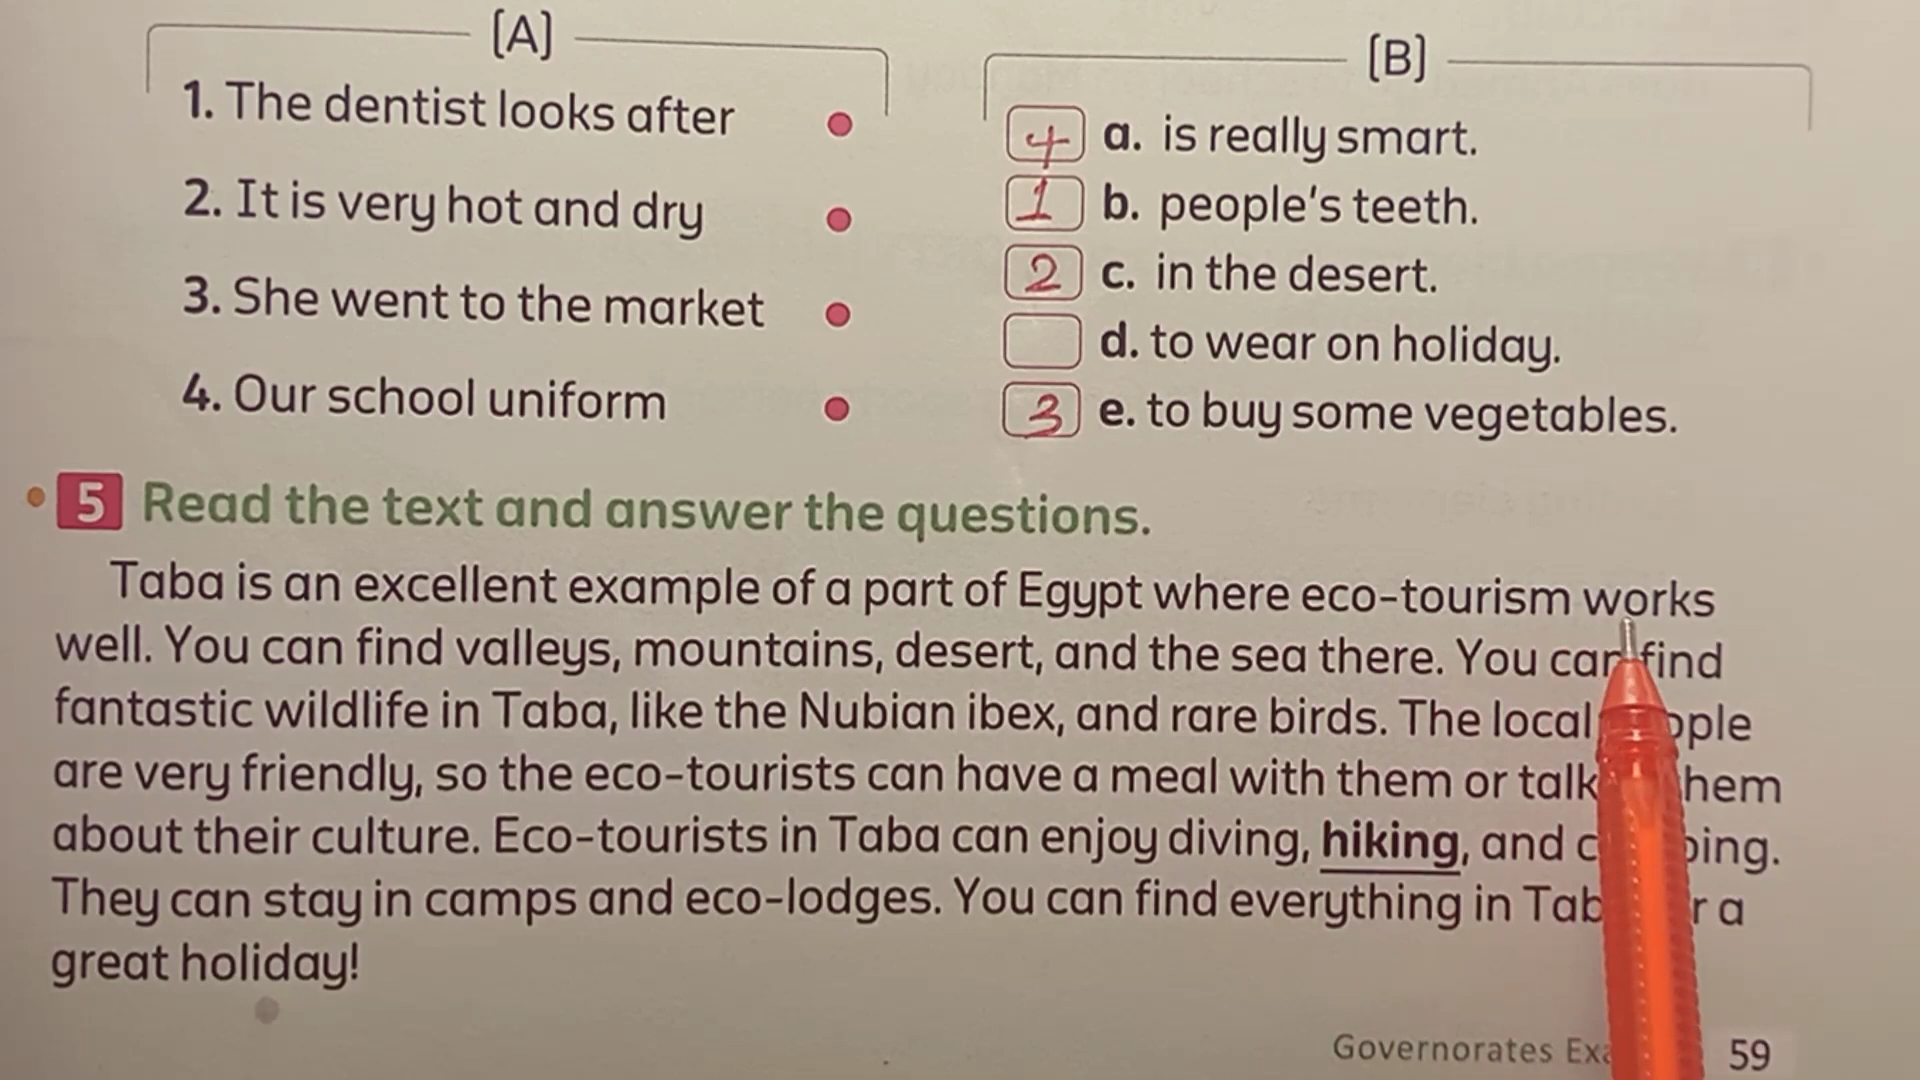 [A]
1. The dentist looks after
2. It is very hot and dry
3. She went to the market
4. Our school uniform
[B]
4 a. is really smart.
1 b. people's teeth.
2 c. in the desert.
d. to wear on holiday.
3 e. to buy some vegetables.
5 Read the text and answer the questions.
Taba is an excellent example of a part of Egypt where eco-tourism works
well. You can find valleys, mountains, desert, and the sea there. You can find
fantastic wildlife in Taba, like the Nubian ibex, and rare birds. The local
are very friendly, so the eco-tourists can have a meal with them or talk them
about their culture. Eco-tourists in Taba can enjoy diving, hiking, and
They can stay in camps and eco-lodges. You can find everything in Taba a
great holiday!
Governorates 59